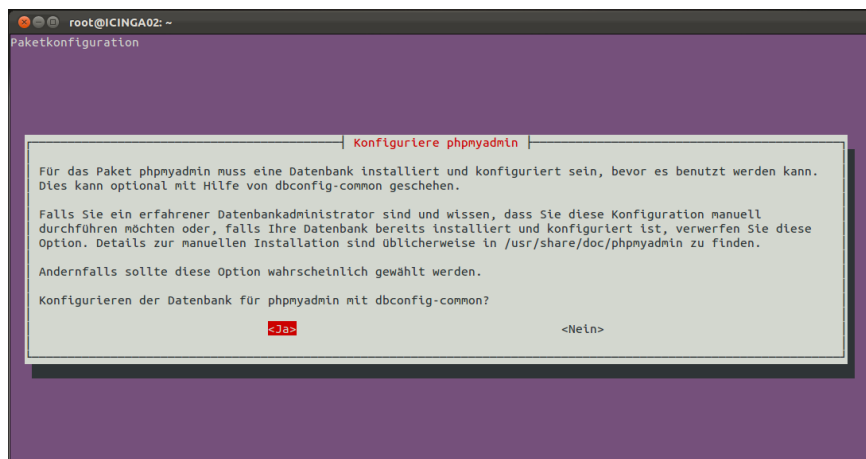 root@ICINGA02: ~
Paketkonfiguration
Konfiguriere phpmyadmin
Für das Paket phpmyadmin muss eine Datenbank installiert und konfiguriert sein, bevor es benutzt werden kann.
Dies kann optional mit Hilfe von dbconfig-common geschehen.
Falls Sie ein erfahrener Datenbankadministrator sind und wissen, dass Sie diese Konfiguration manuell
durchführen möchten oder, falls Ihre Datenbank bereits installiert und konfiguriert ist, verwerfen Sie diese
Option. Details zur manuellen Installation sind üblicherweise in /usr/share/doc/phpmyadmin zu finden.
Andernfalls sollte diese Option wahrscheinlich gewählt werden.
Konfigurieren der Datenbank für phpmyadmin mit dbconfig-common?
<Ja> <Nein>